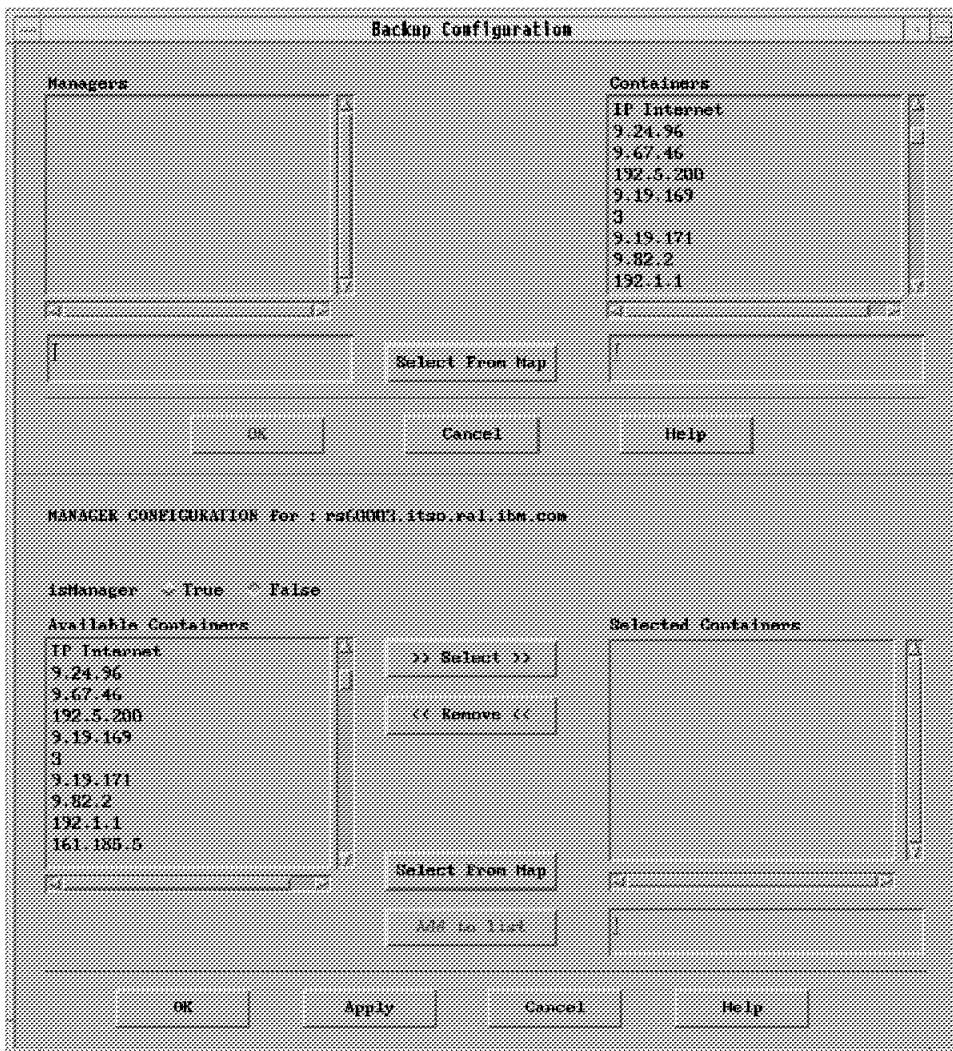 Backup Configuration
Managers
Containers
IP Internet
9.24.96
9.67.46
192.5.200
9.19.169
3
9.19.171
9.82.2
192.1.1
Select From Map
OK
Cancel
Help
MANAGER CONFIGURATION for : rs60003.itso.ral.ibm.com
isManager True False
Available Containers
Selected Containers
IP Internet
9.24.96
9.67.46
192.5.200
9.19.169
3
9.19.171
9.82.2
192.1.1
161.185.5
>> Select >>
<< Remove <<
Select From Map
Add to list
OK
Apply
Cancel
Help